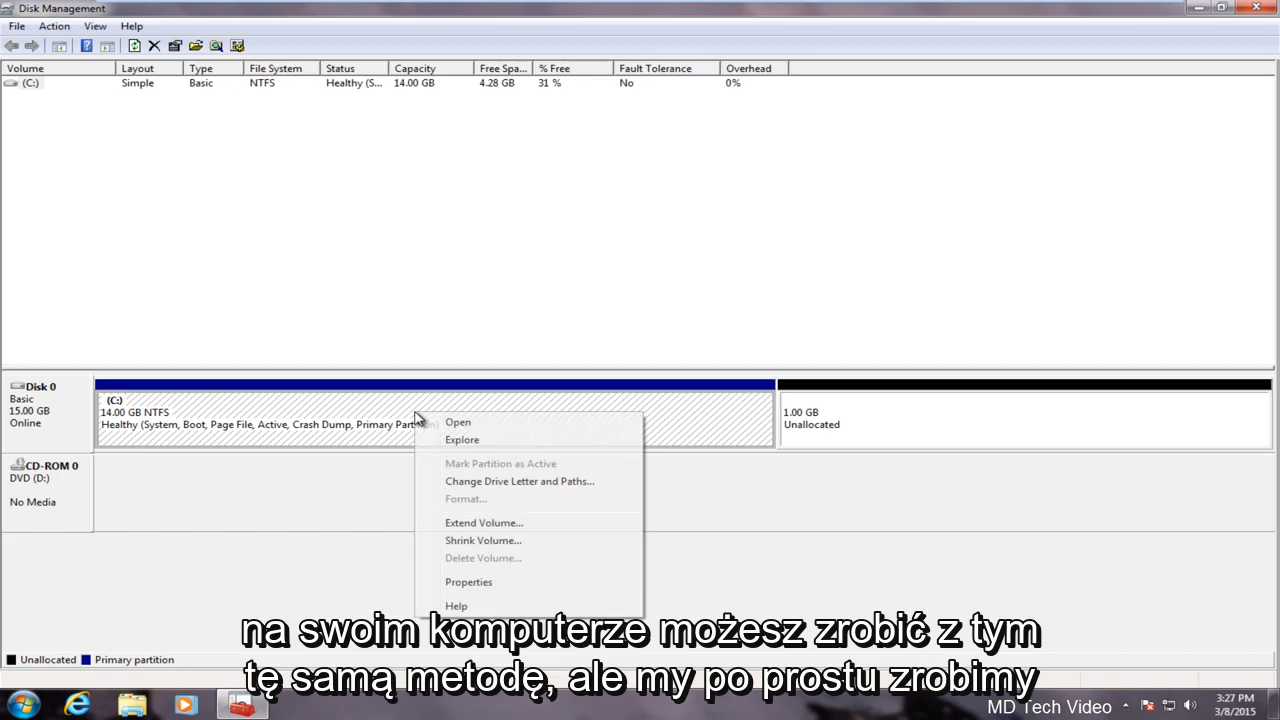 Disk Management
File Action View Help
Volume Layout Type File System Status Capacity Free Spa... % Free Fault Tolerance Overhead
(C:) Simple Basic NTFS Healthy (S... 14.00 GB 4.28 GB 31 % No 0%
Disk 0
Basic
15.00 GB
Online
(C:)
14.00 GB NTFS
Healthy (System, Boot, Page File, Active, Crash Dump, Primary Partition)
1.00 GB
Unallocated
CD-ROM 0
DVD (D:)
No Media
Open
Explore
Mark Partition as Active
Change Drive Letter and Paths...
Format...
Extend Volume...
Shrink Volume...
Delete Volume...
Properties
Help
na swoim komputerze możesz zrobić z tym
tę samą metodę, ale my po prostu zrobimy
Unallocated Primary partition
MD Tech Video
3:27 PM
3/8/2015